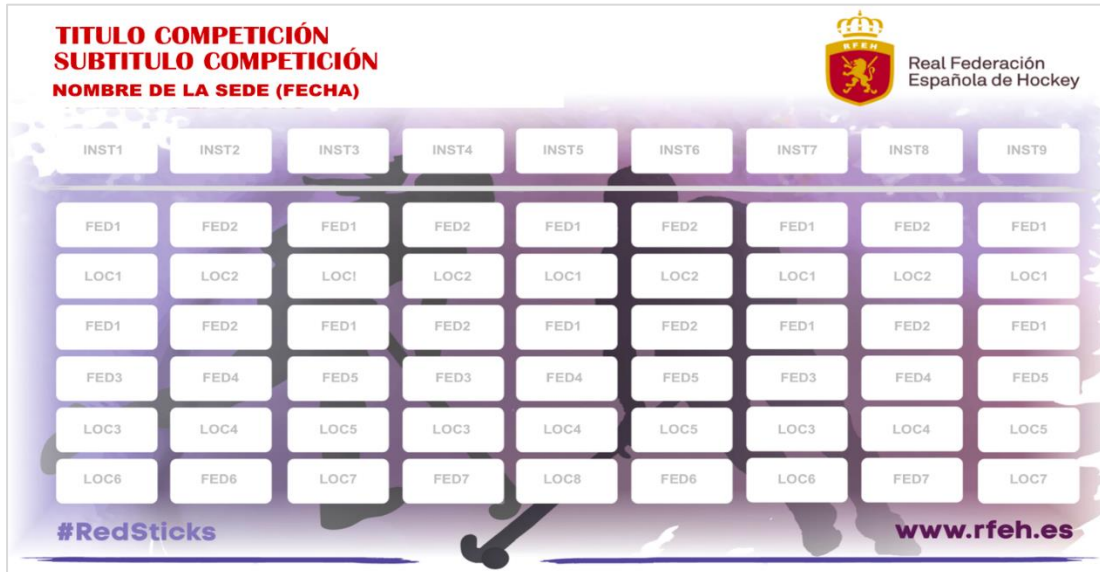 TITULO COMPETICIÓN
SUBTITULO COMPETICIÓN
NOMBRE DE LA SEDE (FECHA)
RFEH
Real Federación
Española de Hockey
INST1 INST2 INST3 INST4 INST5 INST6 INST7 INST8 INST9
FED1 FED2 FED1 FED2 FED1 FED2 FED1 FED2 FED1
LOC1 LOC2 LOC! LOC2 LOC1 LOC2 LOC1 LOC2 LOC1
FED1 FED2 FED1 FED2 FED1 FED2 FED1 FED2 FED1
FED3 FED4 FED5 FED3 FED4 FED5 FED3 FED4 FED5
LOC3 LOC4 LOC5 LOC3 LOC4 LOC5 LOC3 LOC4 LOC5
LOC6 FED6 LOC7 FED7 LOC8 FED6 LOC6 FED7 LOC7
#RedSticks
www.rfeh.es